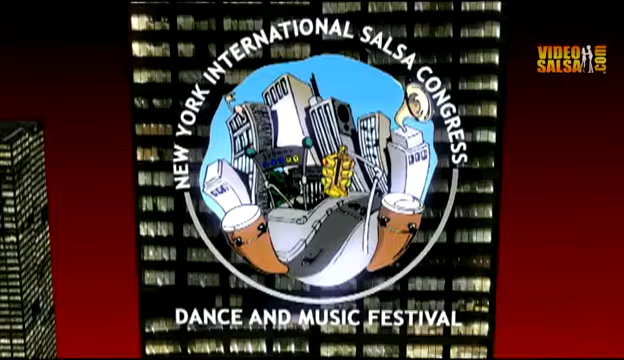 NEW YORK INTERNATIONAL SALSA CONGRESS
VIDEO
SALSA.com
DANCE AND MUSIC FESTIVAL